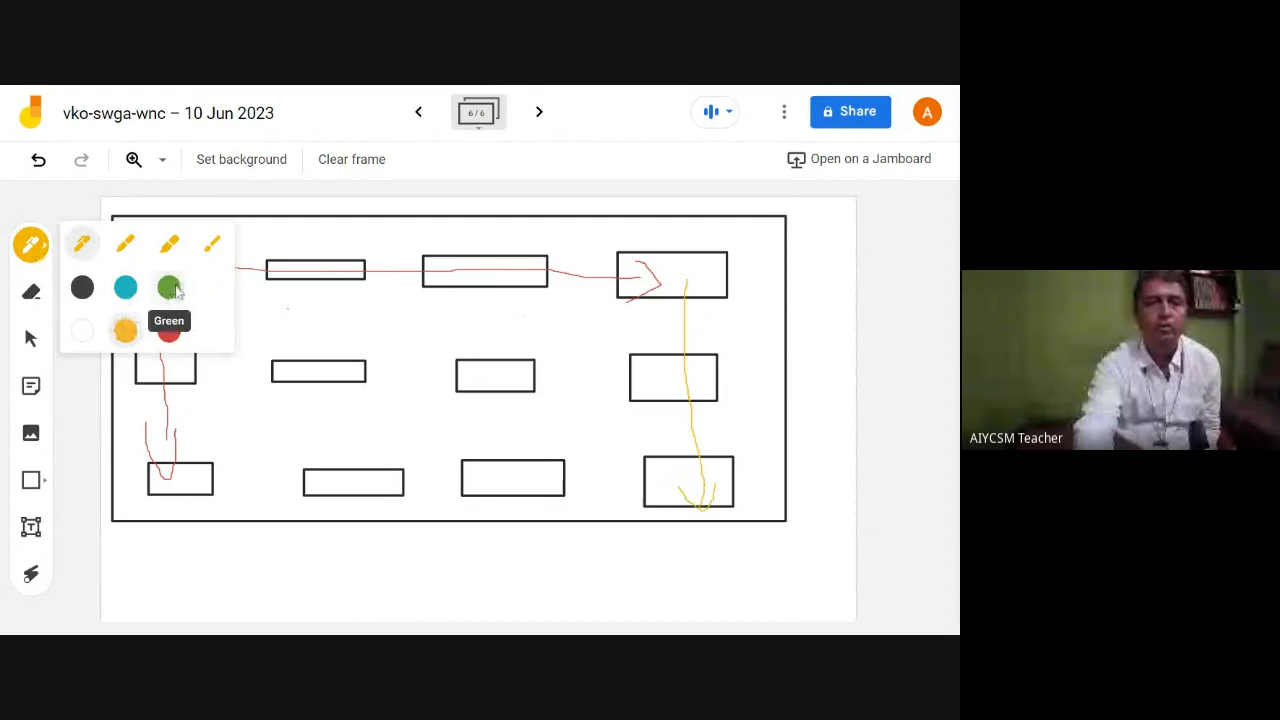 vko-swga-wnc – 10 Jun 2023
6 / 6
Share
A
Set background
Clear frame
Open on a Jamboard
Green
AIYCSM Teacher